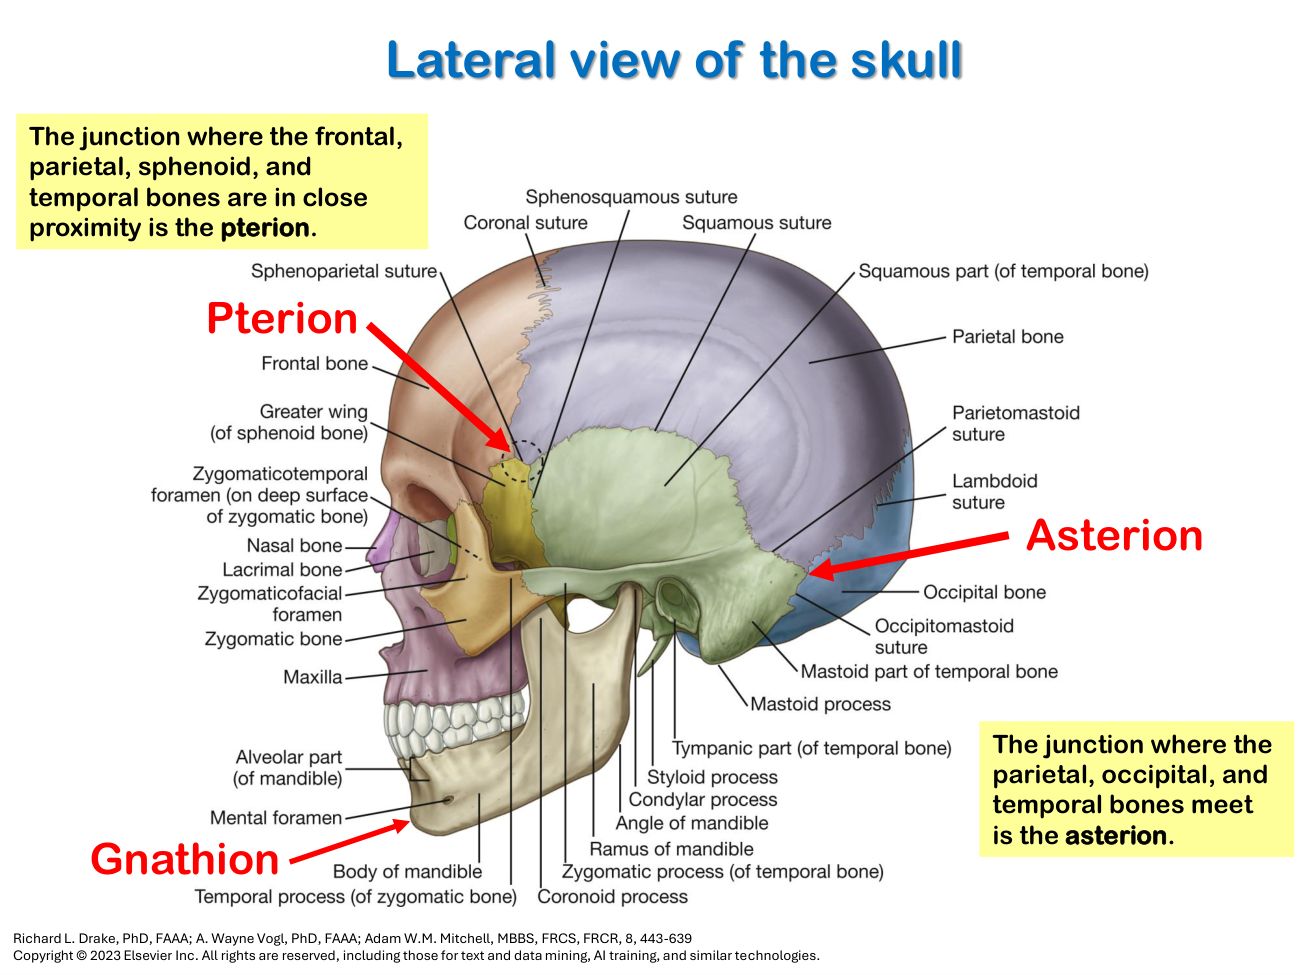 Lateral view of the skull
The junction where the frontal,
parietal, sphenoid, and
temporal bones are in close
proximity is the pterion.
Sphenosquamous suture
Coronal suture
Squamous suture
Sphenoparietal suture
Squamous part (of temporal bone)
Pterion
Parietal bone
Frontal bone
Greater wing
(of sphenoid bone)
Parietomastoid
suture
Zygomaticotemporal
foramen (on deep surface
of zygomatic bone)
Lambdoid
suture
Asterion
Nasal bone
Lacrimal bone
Zygomaticofacial
foramen
Occipital bone
Zygomatic bone
Occipitomastoid
suture
Maxilla
Mastoid part of temporal bone
Mastoid process
The junction where the
parietal, occipital, and
temporal bones meet
is the asterion.
Alveolar part
(of mandible)
Tympanic part (of temporal bone)
Styloid process
Condylar process
Mental foramen
Angle of mandible
Gnathion
Ramus of mandible
Body of mandible
Zygomatic process (of temporal bone)
Temporal process (of zygomatic bone)
Coronoid process
Richard L. Drake, PhD, FAAA; A. Wayne Vogl, PhD, FAAA; Adam W.M. Mitchell, MBBS, FRCS, FRCR, 8, 443-639
Copyright © 2023 Elsevier Inc. All rights are reserved, including those for text and data mining, AI training, and similar technologies.